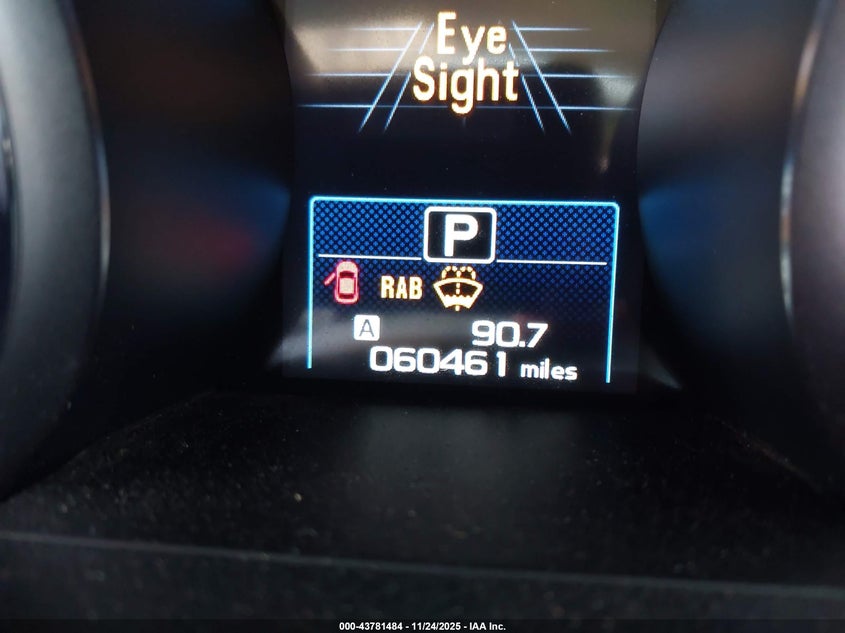 Eye
Sight
P
RAB
A 90.7
060461 miles
000-43781484 - 11/24/2025 - IAA Inc.